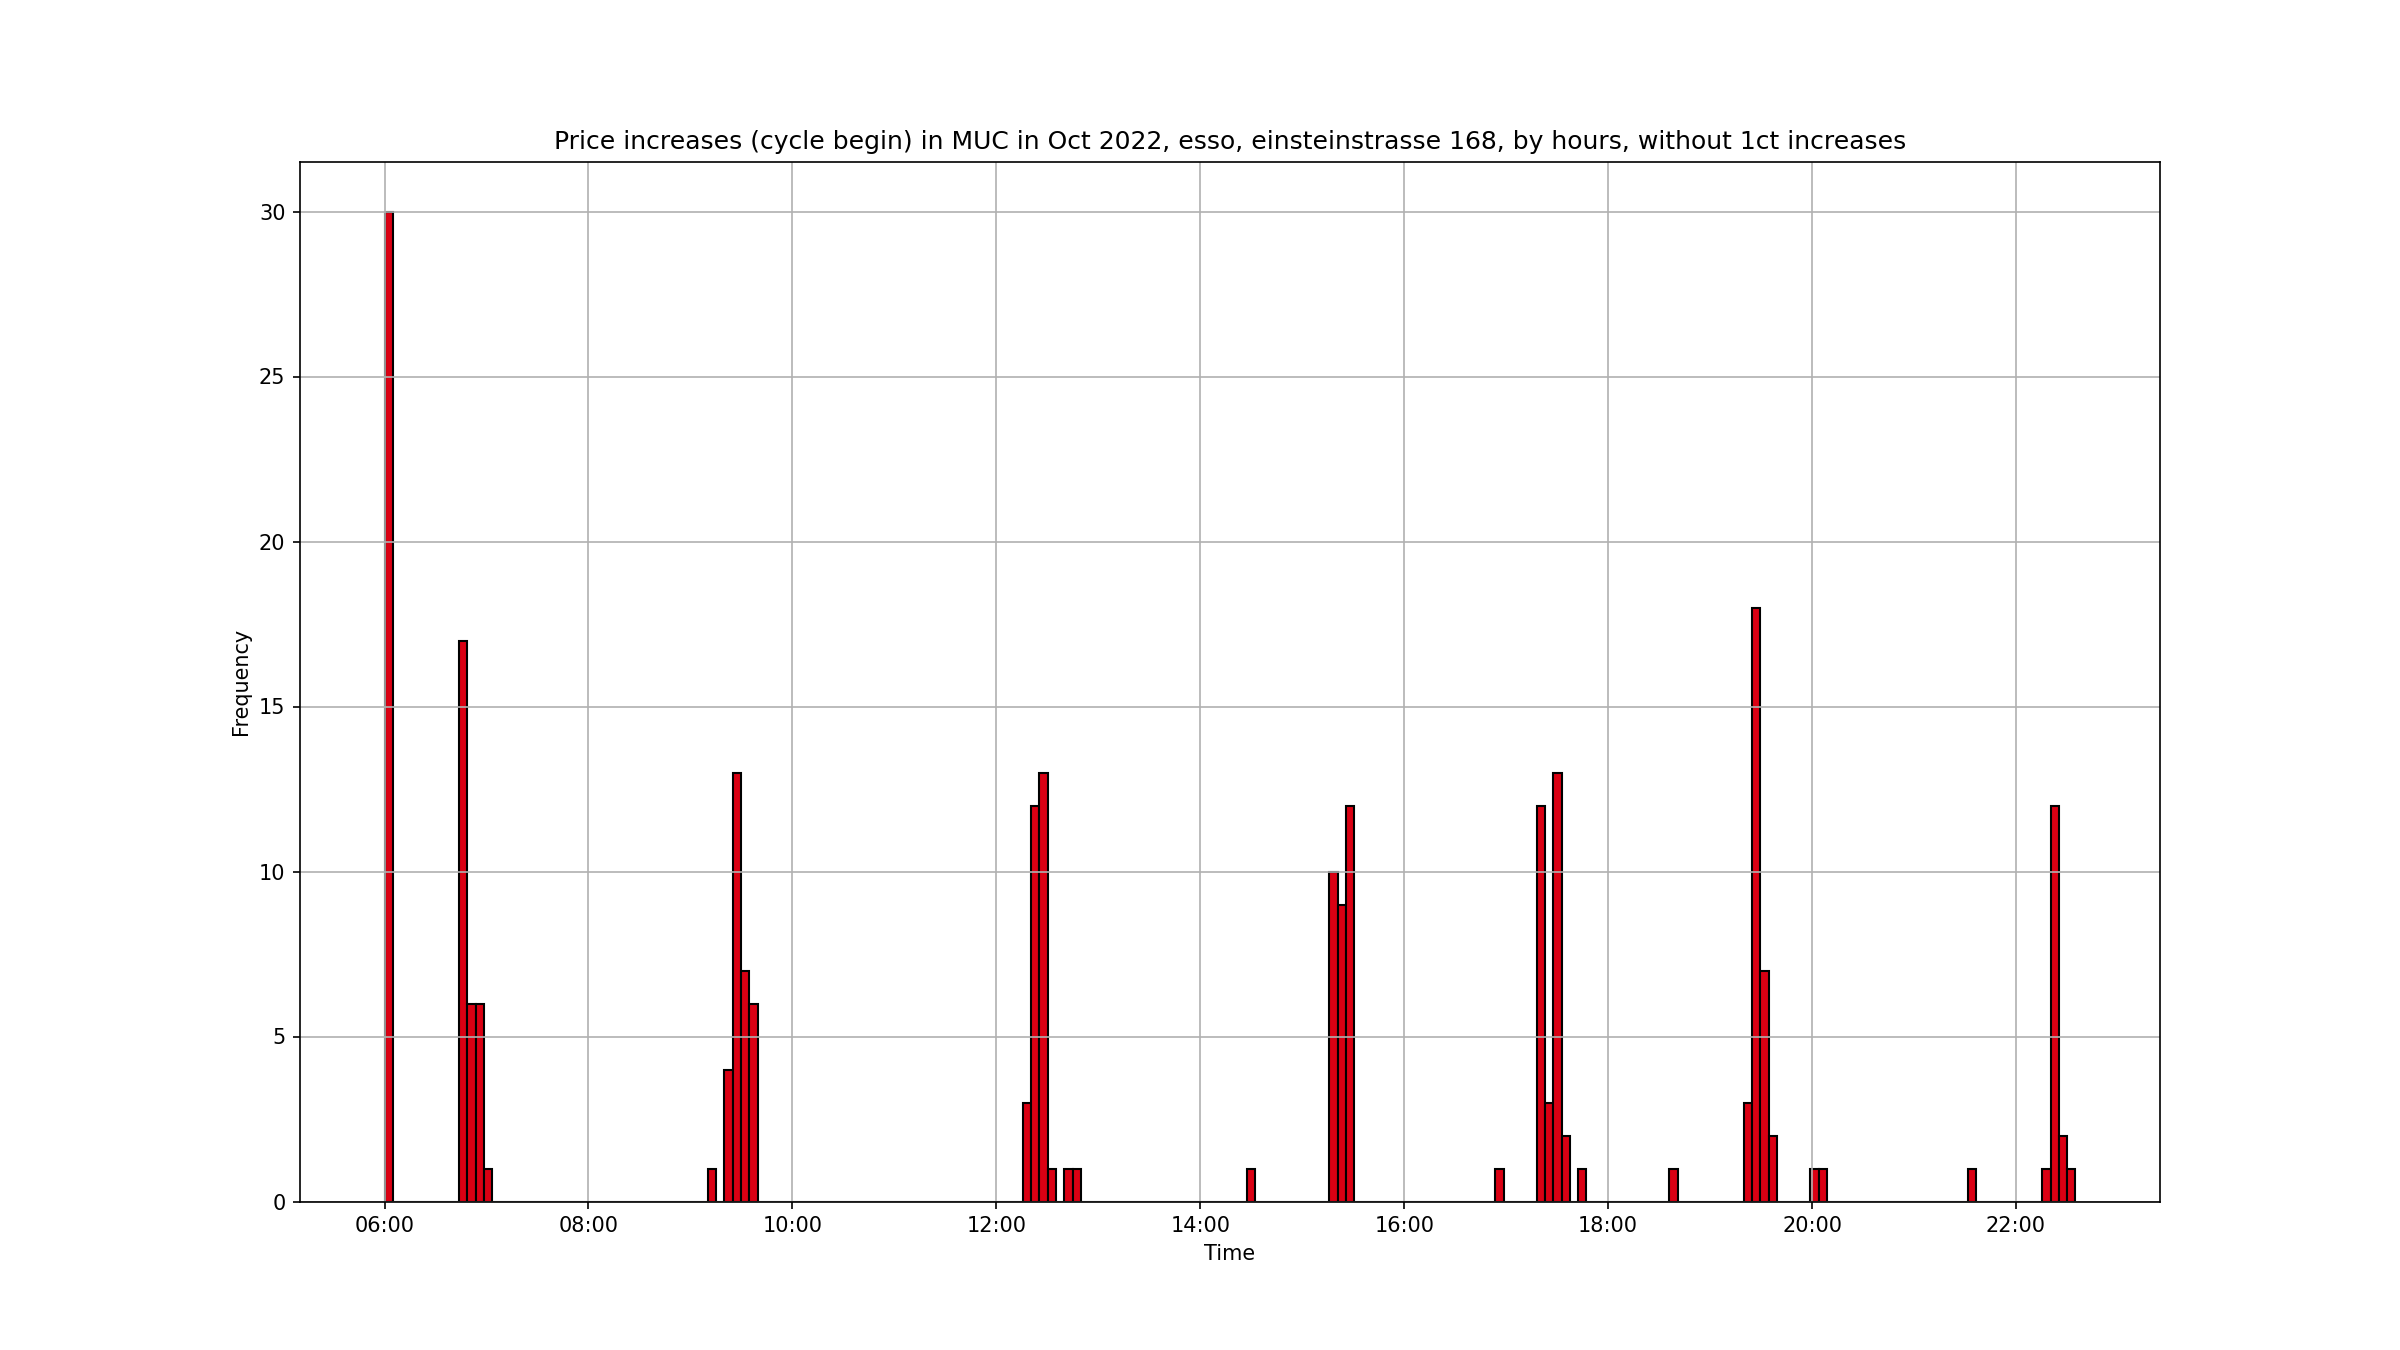 Price increases (cycle begin) in MUC in Oct 2022, esso, einsteinstrasse 168, by hours, without 1ct increases
30
25
20
15
10
5
0
Frequency
06:00 08:00 10:00 12:00 14:00 16:00 18:00 20:00 22:00
Time